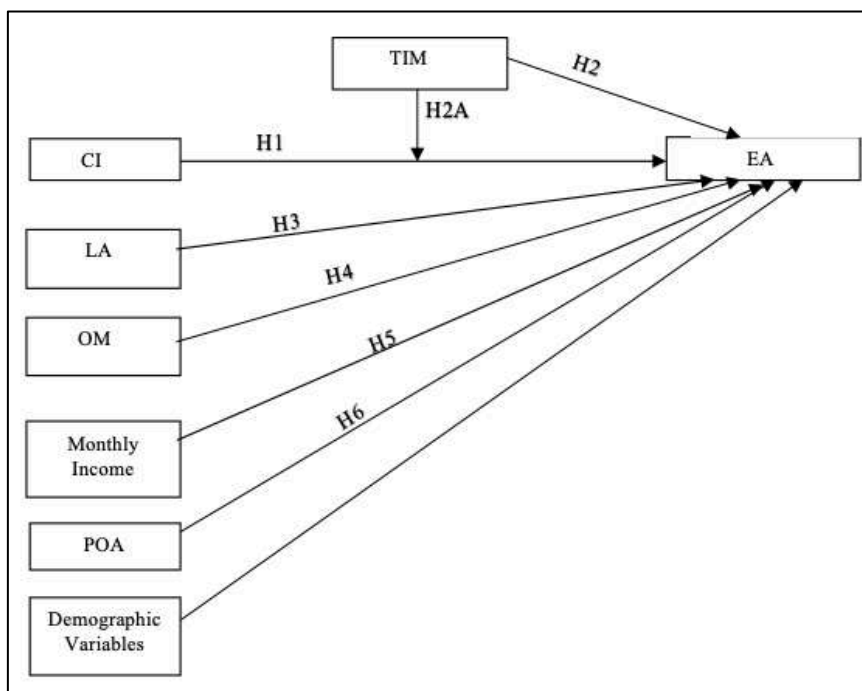 TIM
H2
H2A
CI
H1
EA
LA
H3
OM
H4
H5
Monthly
Income
H6
POA
Demographic
Variables